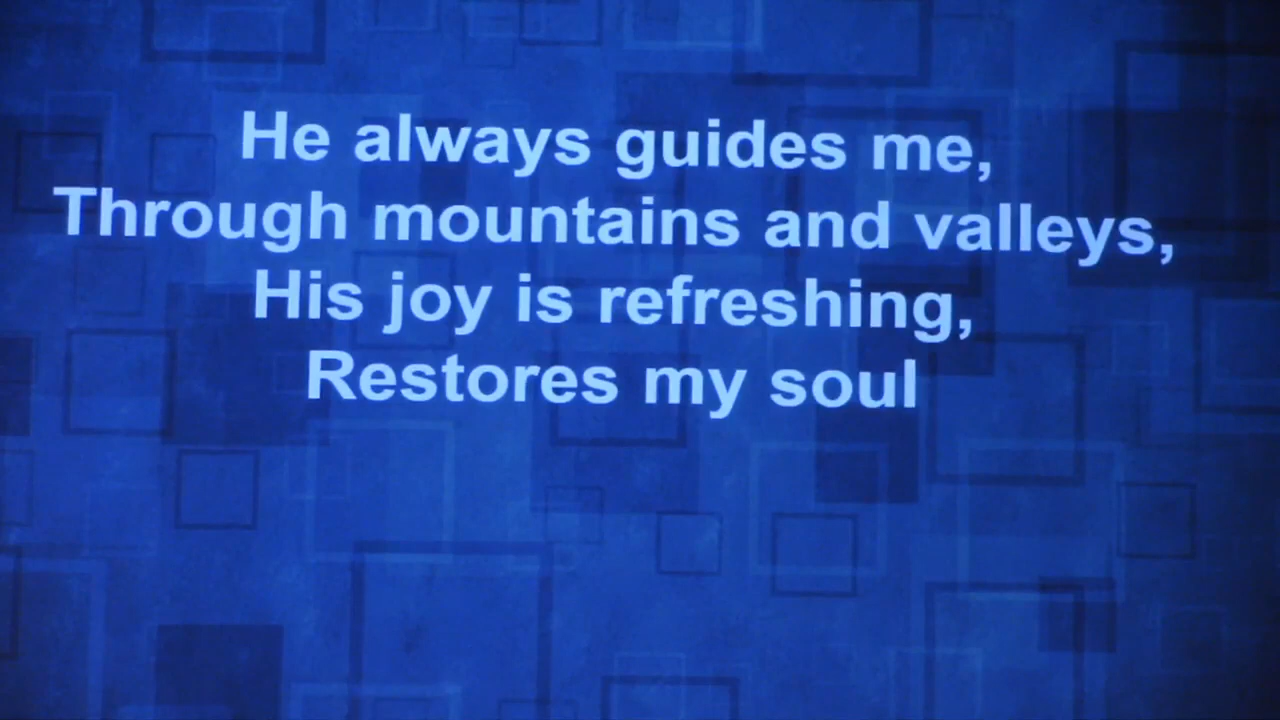 He always guides me,
Through mountains and valleys,
His joy is refreshing,
Restores my soul